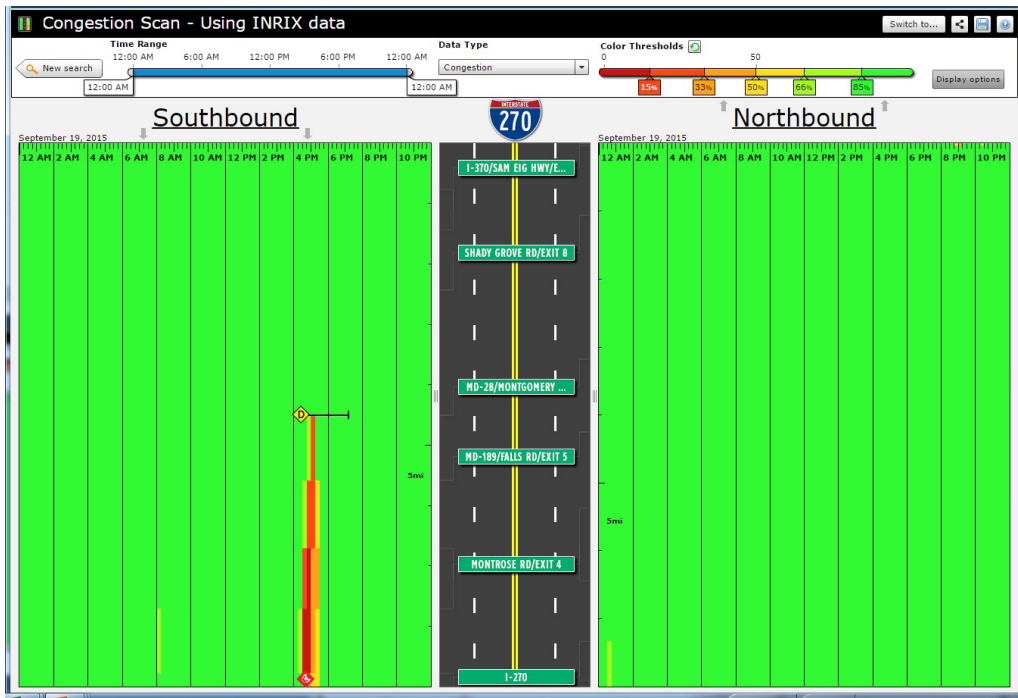 Congestion Scan - Using INRIX data
Switch to...
New search
Time Range
12:00 AM 6:00 AM 12:00 PM 6:00 PM 12:00 AM
12:00 AM 12:00 AM
Data Type
Congestion
Color Thresholds
0 50
15% 33% 50% 66% 85%
Display options
Southbound
September 19, 2015
12 AM 2 AM 4 AM 6 AM 8 AM 10 AM 12 PM 2 PM 4 PM 6 PM 8 PM 10 PM
D
5mi
INTERSTATE
270
I-370/SAM EIG HWY/E...
SHADY GROVE RD/EXIT 8
MD-28/MONTGOMERY ...
MD-189/FALLS RD/EXIT 5
MONTROSE RD/EXIT 4
I-270
Northbound
September 19, 2015
12 AM 2 AM 4 AM 6 AM 8 AM 10 AM 12 PM 2 PM 4 PM 6 PM 8 PM 10 PM
5mi